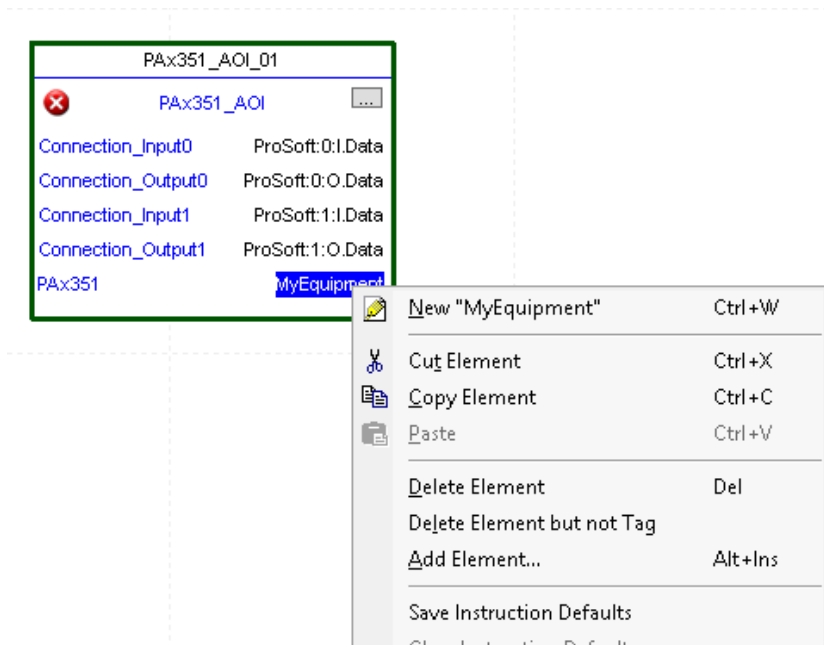 PAx351_AOI_01
PAx351_AOI ...
Connection_Input0 ProSoft:0:I.Data
Connection_Output0 ProSoft:0:O.Data
Connection_Input1 ProSoft:1:I.Data
Connection_Output1 ProSoft:1:O.Data
PAx351 MyEquipment
New "MyEquipment" Ctrl+W
Cut Element Ctrl+X
Copy Element Ctrl+C
Paste Ctrl+V
Delete Element Del
Delete Element but not Tag
Add Element... Alt+Ins
Save Instruction Defaults